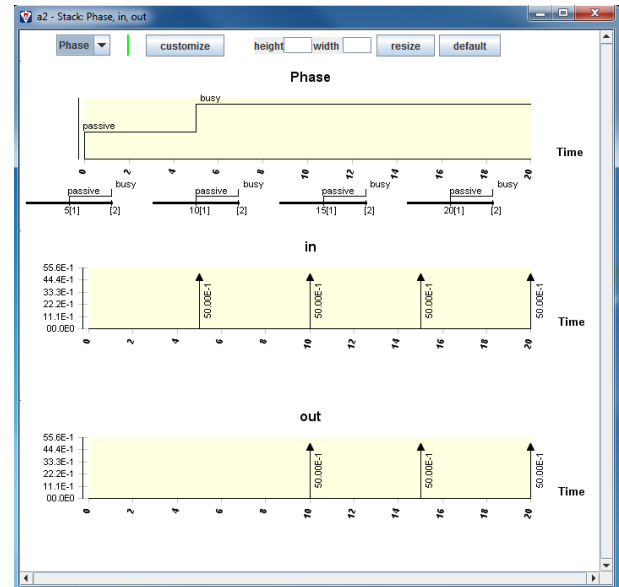 a2 - Stack: Phase, in, out
Phase customize height width resize default
Phase
busy
passive
Time
0 2 4 6 8 10 12 14 16 18 20
busy busy busy busy
passive passive passive passive
5[1] [2] 10[1] [2] 15[1] [2] 20[1] [2]
in
55.6E-1
44.4E-1
33.3E-1
22.2E-1
11.1E-1
00.0E0
50.00E-1 50.00E-1 50.00E-1 50.00E-1
Time
0 2 4 6 8 10 12 14 16 18 20
out
55.6E-1
44.4E-1
33.3E-1
22.2E-1
11.1E-1
00.0E0
50.00E-1 50.00E-1 50.00E-1
Time
0 2 4 6 8 10 12 14 16 18 20